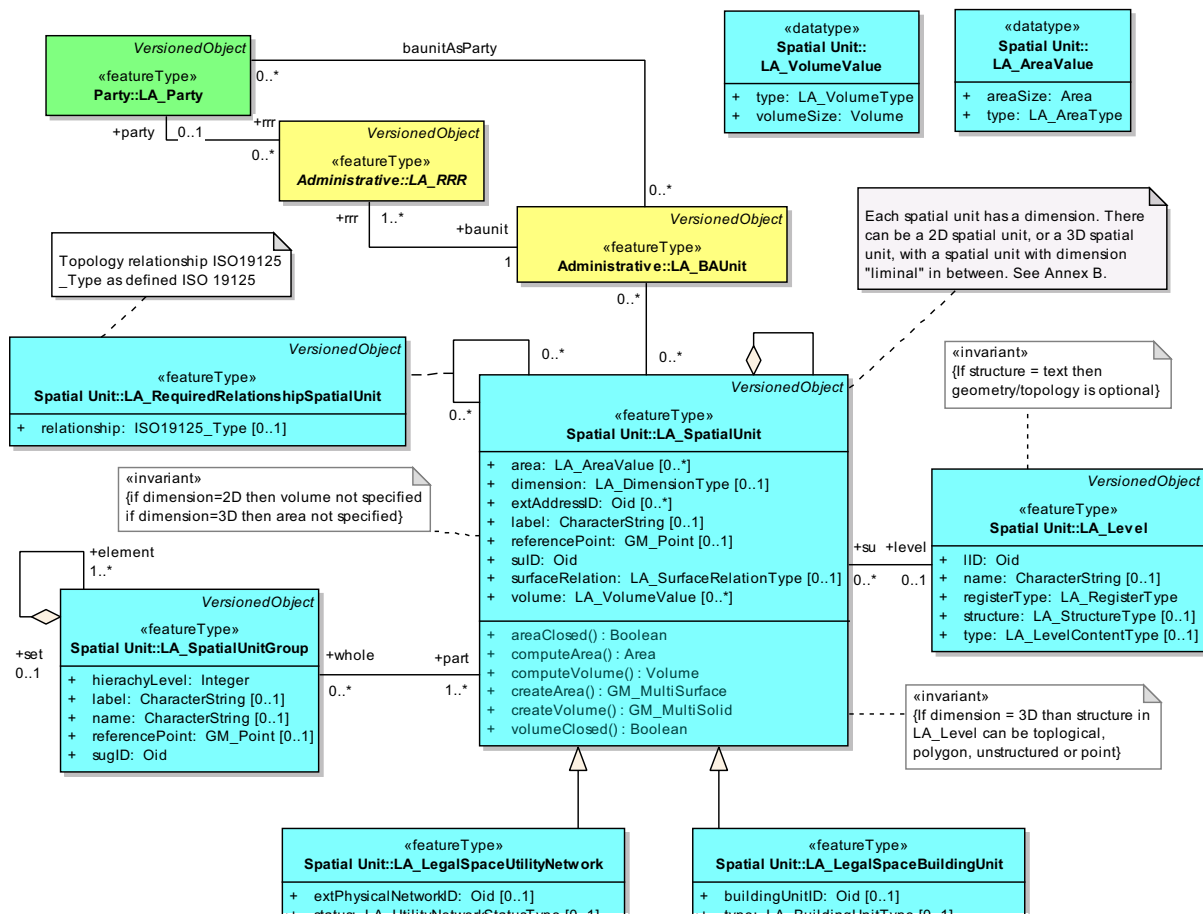 VersionedObject
«featureType»
Party::LA_Party
baunitAsParty
0..*
+party
0..1
+rrr
0..*
VersionedObject
«featureType»
Administrative::LA_RRR
+rrr
1..*
+baunit
1
0..*
VersionedObject
«featureType»
Administrative::LA_BAUnit
0..*
«datatype»
Spatial Unit::
LA_VolumeValue
+ type: LA_VolumeType
+ volumeSize: Volume
«datatype»
Spatial Unit::
LA_AreaValue
+ areaSize: Area
+ type: LA_AreaType
Each spatial unit has a dimension. There
can be a 2D spatial unit, or a 3D spatial
unit, with a spatial unit with dimension
"liminal" in between. See Annex B.
Topology relationship ISO19125
_Type as defined ISO 19125
VersionedObject
«featureType»
Spatial Unit::LA_RequiredRelationshipSpatialUnit
+ relationship: ISO19125_Type [0..1]
0..*
0..*
0..*
«invariant»
{If structure = text then
geometry/topology is optional}
VersionedObject
«featureType»
Spatial Unit::LA_SpatialUnit
+ area: LA_AreaValue [0..*]
+ dimension: LA_DimensionType [0..1]
+ extAddressID: Oid [0..*]
+ label: CharacterString [0..1]
+ referencePoint: GM_Point [0..1]
+ suID: Oid
+ surfaceRelation: LA_SurfaceRelationType [0..1]
+ volume: LA_VolumeValue [0..*]
+ areaClosed() : Boolean
+ computeArea() : Area
+ computeVolume() : Volume
+ createArea() : GM_MultiSurface
+ createVolume() : GM_MultiSolid
+ volumeClosed() : Boolean
«invariant»
{if dimension=2D then volume not specified
if dimension=3D then area not specified}
+su
0..*
+level
0..1
VersionedObject
«featureType»
Spatial Unit::LA_Level
+ lID: Oid
+ name: CharacterString [0..1]
+ registerType: LA_RegisterType
+ structure: LA_StructureType [0..1]
+ type: LA_LevelContentType [0..1]
+element
1..*
+set
0..1
VersionedObject
«featureType»
Spatial Unit::LA_SpatialUnitGroup
+ hierachyLevel: Integer
+ label: CharacterString [0..1]
+ name: CharacterString [0..1]
+ referencePoint: GM_Point [0..1]
+ sugID: Oid
+whole
0..*
+part
1..*
«invariant»
{If dimension = 3D than structure in
LA_Level can be toplogical,
polygon, unstructured or point}
«featureType»
Spatial Unit::LA_LegalSpaceUtilityNetwork
+ extPhysicalNetworkID: Oid [0..1]
+ status: LA_UtilityNetworkStatusType [0..1]
«featureType»
Spatial Unit::LA_LegalSpaceBuildingUnit
+ buildingUnitID: Oid [0..1]
+ type: LA_BuildingUnitType [0..1]